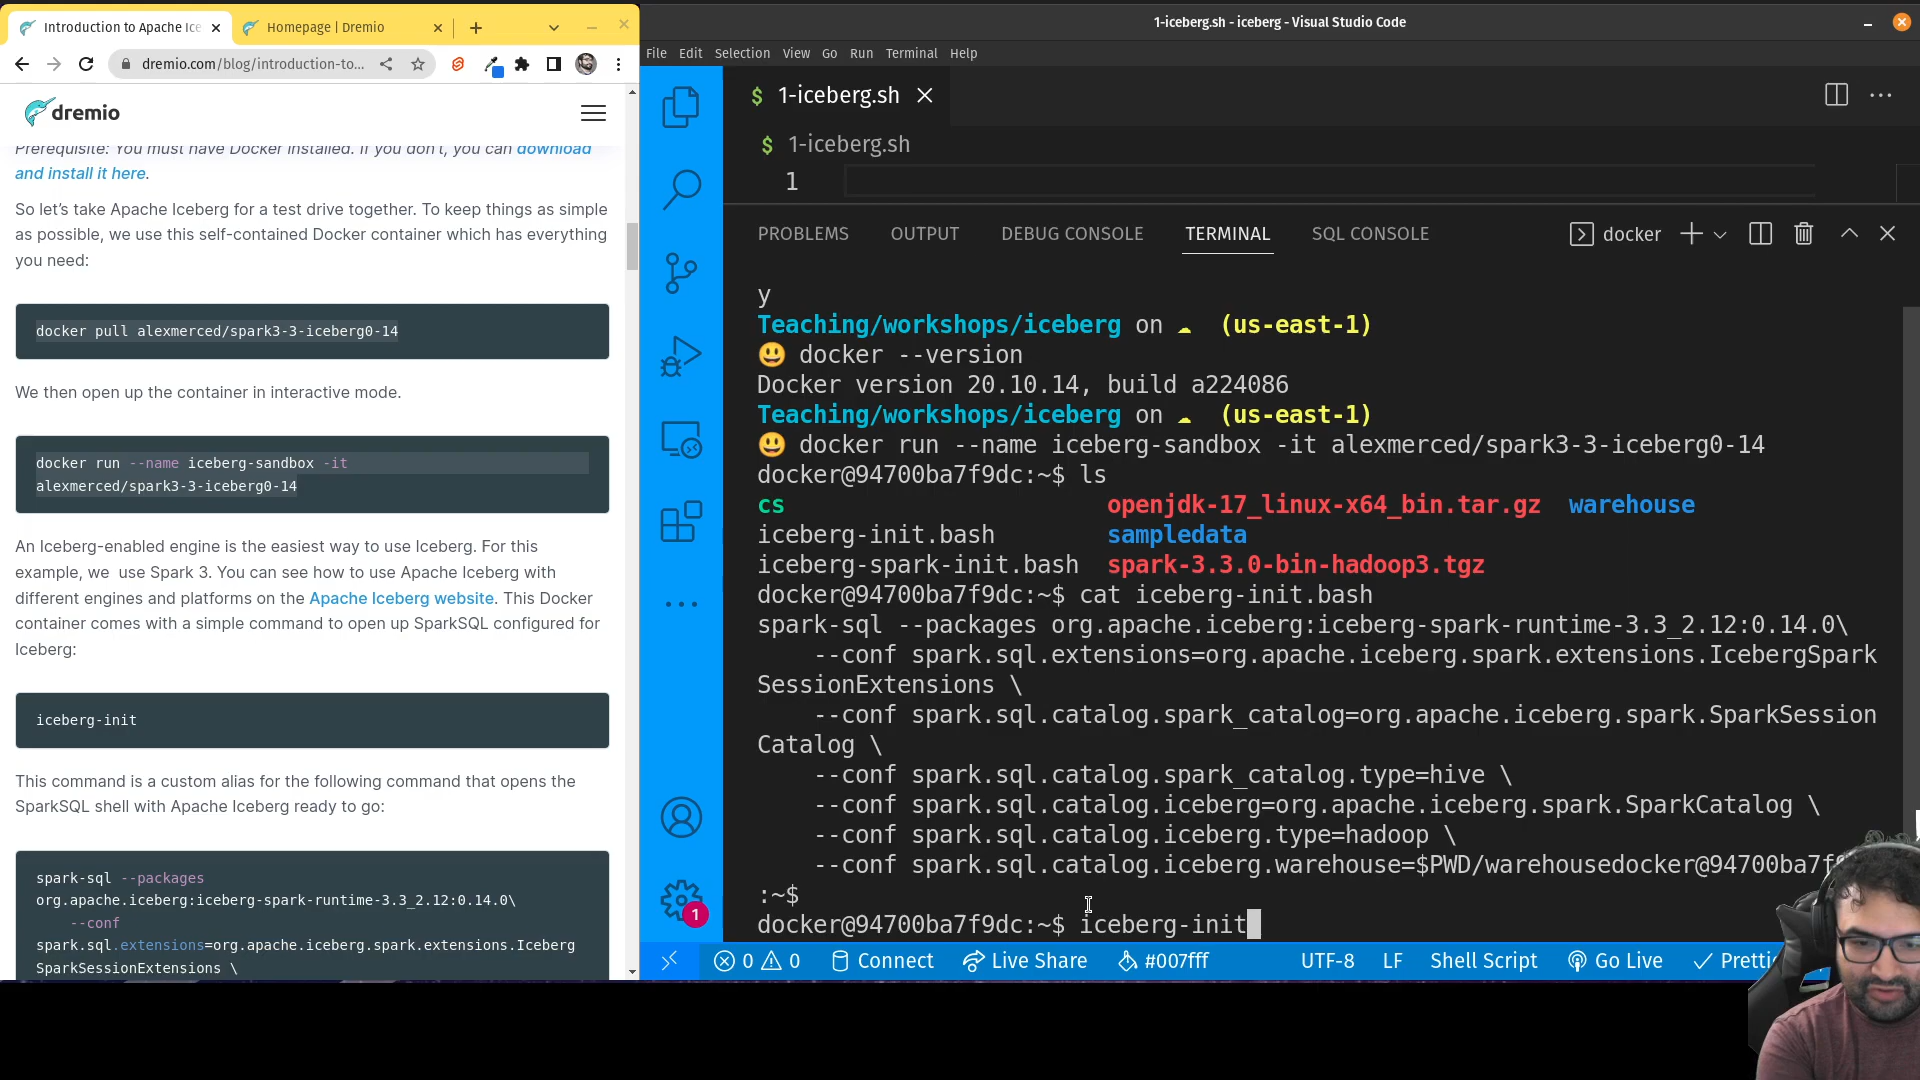 Introduction to Apache Ice
Homepage | Dremio
dremio.com/blog/introduction-to...
dremio
Prerequisite: You must have Docker installed. If you don't, you can download
and install it here.
So let's take Apache Iceberg for a test drive together. To keep things as simple
as possible, we use this self-contained Docker container which has everything
you need:
docker pull alexmerced/spark3-3-iceberg0-14
We then open up the container in interactive mode.
docker run --name iceberg-sandbox -it
alexmerced/spark3-3-iceberg0-14
An Iceberg-enabled engine is the easiest way to use Iceberg. For this
example, we  use Spark 3. You can see how to use Apache Iceberg with
different engines and platforms on the Apache Iceberg website. This Docker
container comes with a simple command to open up SparkSQL configured for
Iceberg:
iceberg-init
This command is a custom alias for the following command that opens the
SparkSQL shell with Apache Iceberg ready to go:
spark-sql --packages
org.apache.iceberg:iceberg-spark-runtime-3.3_2.12:0.14.0\
--conf
spark.sql.extensions=org.apache.iceberg.spark.extensions.Iceberg
SparkSessionExtensions \
1-iceberg.sh - iceberg - Visual Studio Code
File Edit Selection View Go Run Terminal Help
$ 1-iceberg.sh
$ 1-iceberg.sh
1
PROBLEMS OUTPUT DEBUG CONSOLE TERMINAL SQL CONSOLE docker
y
Teaching/workshops/iceberg on ☁ (us-east-1)
😃 docker --version
Docker version 20.10.14, build a224086
Teaching/workshops/iceberg on ☁ (us-east-1)
😃 docker run --name iceberg-sandbox -it alexmerced/spark3-3-iceberg0-14
docker@94700ba7f9dc:~$ ls
cs openjdk-17_linux-x64_bin.tar.gz warehouse
iceberg-init.bash sampledata
iceberg-spark-init.bash spark-3.3.0-bin-hadoop3.tgz
docker@94700ba7f9dc:~$ cat iceberg-init.bash
spark-sql --packages org.apache.iceberg:iceberg-spark-runtime-3.3_2.12:0.14.0\
--conf spark.sql.extensions=org.apache.iceberg.spark.extensions.IcebergSpark
SessionExtensions \
--conf spark.sql.catalog.spark_catalog=org.apache.iceberg.spark.SparkSession
Catalog \
--conf spark.sql.catalog.spark_catalog.type=hive \
--conf spark.sql.catalog.iceberg=org.apache.iceberg.spark.SparkCatalog \
--conf spark.sql.catalog.iceberg.type=hadoop \
--conf spark.sql.catalog.iceberg.warehouse=$PWD/warehousedocker@94700ba7f
:~$
docker@94700ba7f9dc:~$ iceberg-init
1
0 0 Connect Live Share #007fff UTF-8 LF Shell Script Go Live Pretti